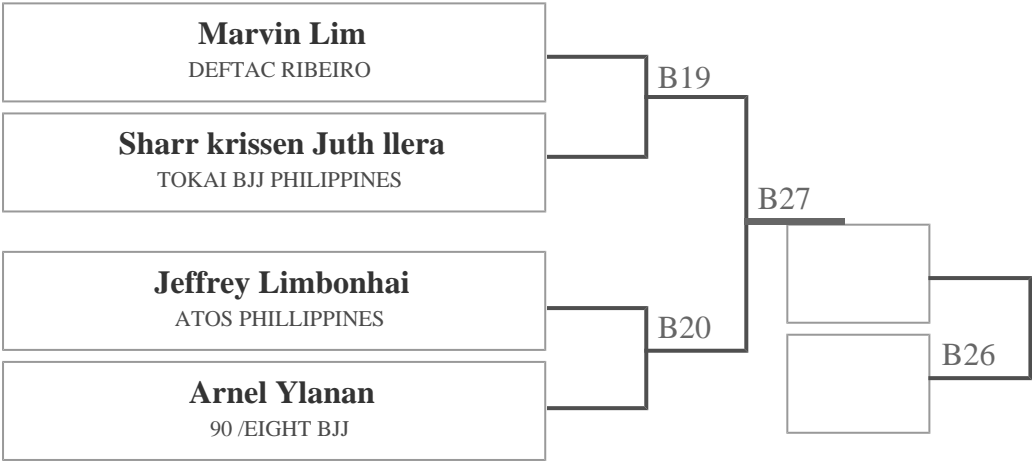 Marvin Lim
DEFTAC RIBEIRO
B19
Sharr krissen Juth llera
TOKAI BJJ PHILIPPINES
B27
Jeffrey Limbonhai
ATOS PHILLIPPINES
B20
B26
Arnel Ylanan
90 /EIGHT BJJ